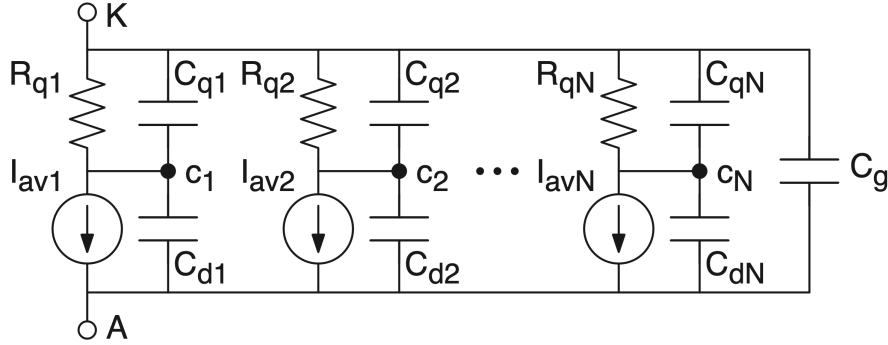 K
Rq1 Cq1 Rq2 Cq2 RqN CqN
Iav1 c1 Iav2 c2 ••• IavN cN Cg
Cd1 Cd2 CdN
A